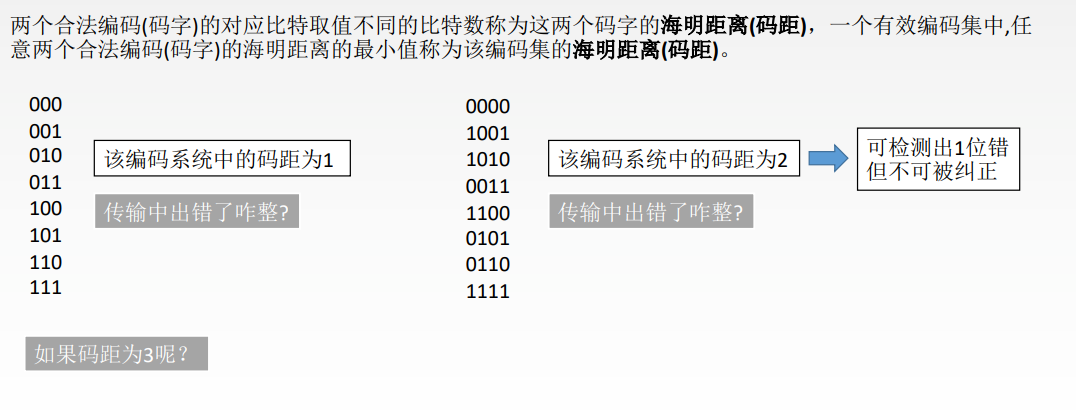 两个合法编码(码字)的对应比特取值不同的比特数称为这两个码字的海明距离(码距)，一个有效编码集中,任
意两个合法编码(码字)的海明距离的最小值称为该编码集的海明距离(码距)。
000
001
010
011
100
101
110
111
该编码系统中的码距为1
传输中出错了咋整?
0000
1001
1010
0011
1100
0101
0110
1111
该编码系统中的码距为2
传输中出错了咋整?
可检测出1位错
但不可被纠正
如果码距为3呢？